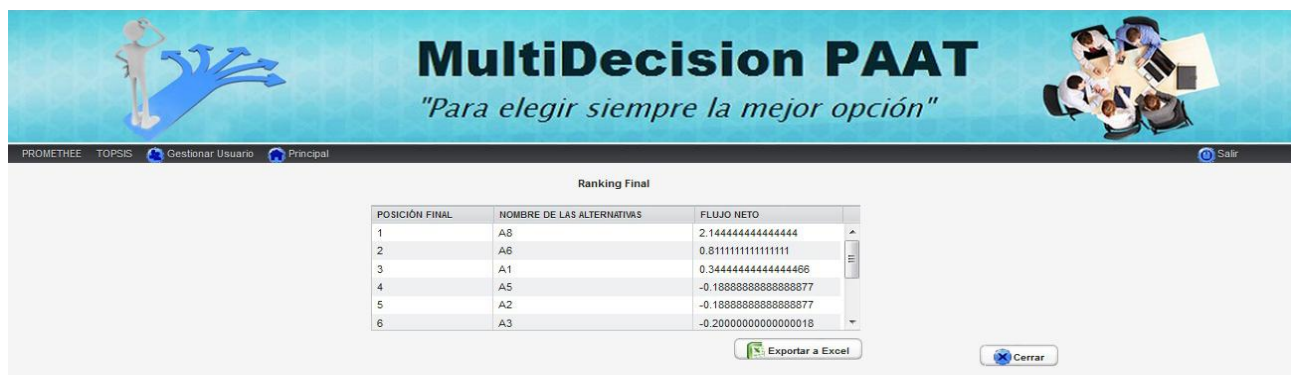 MultiDecision PAAT
"Para elegir siempre la mejor opción"
PROMETHEE TOPSIS Gestionar Usuario Principal Salir
Ranking Final
POSICIÓN FINAL NOMBRE DE LAS ALTERNATIVAS FLUJO NETO
1 A8 2.144444444444444
2 A6 0.8111111111111111
3 A1 0.34444444444444466
4 A5 -0.18888888888888877
5 A2 -0.18888888888888877
6 A3 -0.20000000000000018
Exportar a Excel
Cerrar